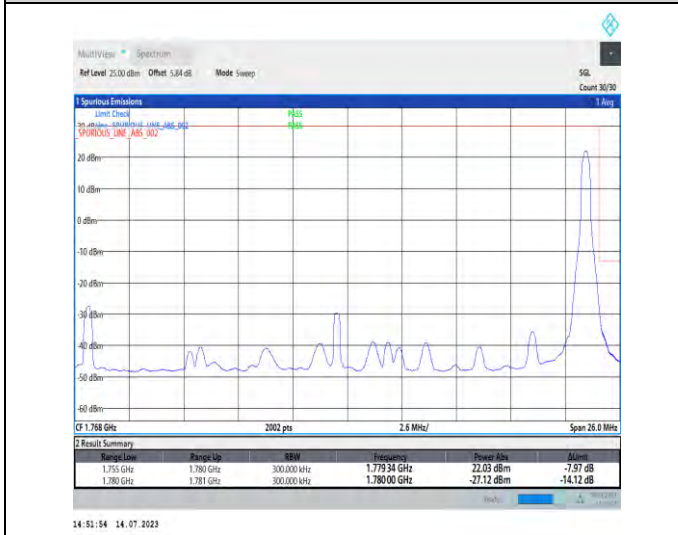 MultiView Spectrum
Ref Level 25.00 dBm Offset 5.84 dB Mode Sweep SGL
Count 30/30
1 Spurious Emissions 1 Avg
Limit Check PASS
30 dBm Line _SPURIOUS_LINE_ABS_002 PASS
SPURIOUS_LINE_ABS_002
20 dBm
10 dBm
0 dBm
-10 dBm
-20 dBm
-30 dBm
-40 dBm
-50 dBm
-60 dBm
CF 1.768 GHz 2002 pts 2.6 MHz/ Span 26.0 MHz
2 Result Summary
Range Low Range Up RBW Frequency Power Abs ΔLimit
1.755 GHz 1.780 GHz 300.000 kHz 1.779 34 GHz 22.03 dBm -7.97 dB
1.780 GHz 1.781 GHz 300.000 kHz 1.780 00 GHz -27.12 dBm -14.12 dB
Ready
14:51:54 14.07.2023